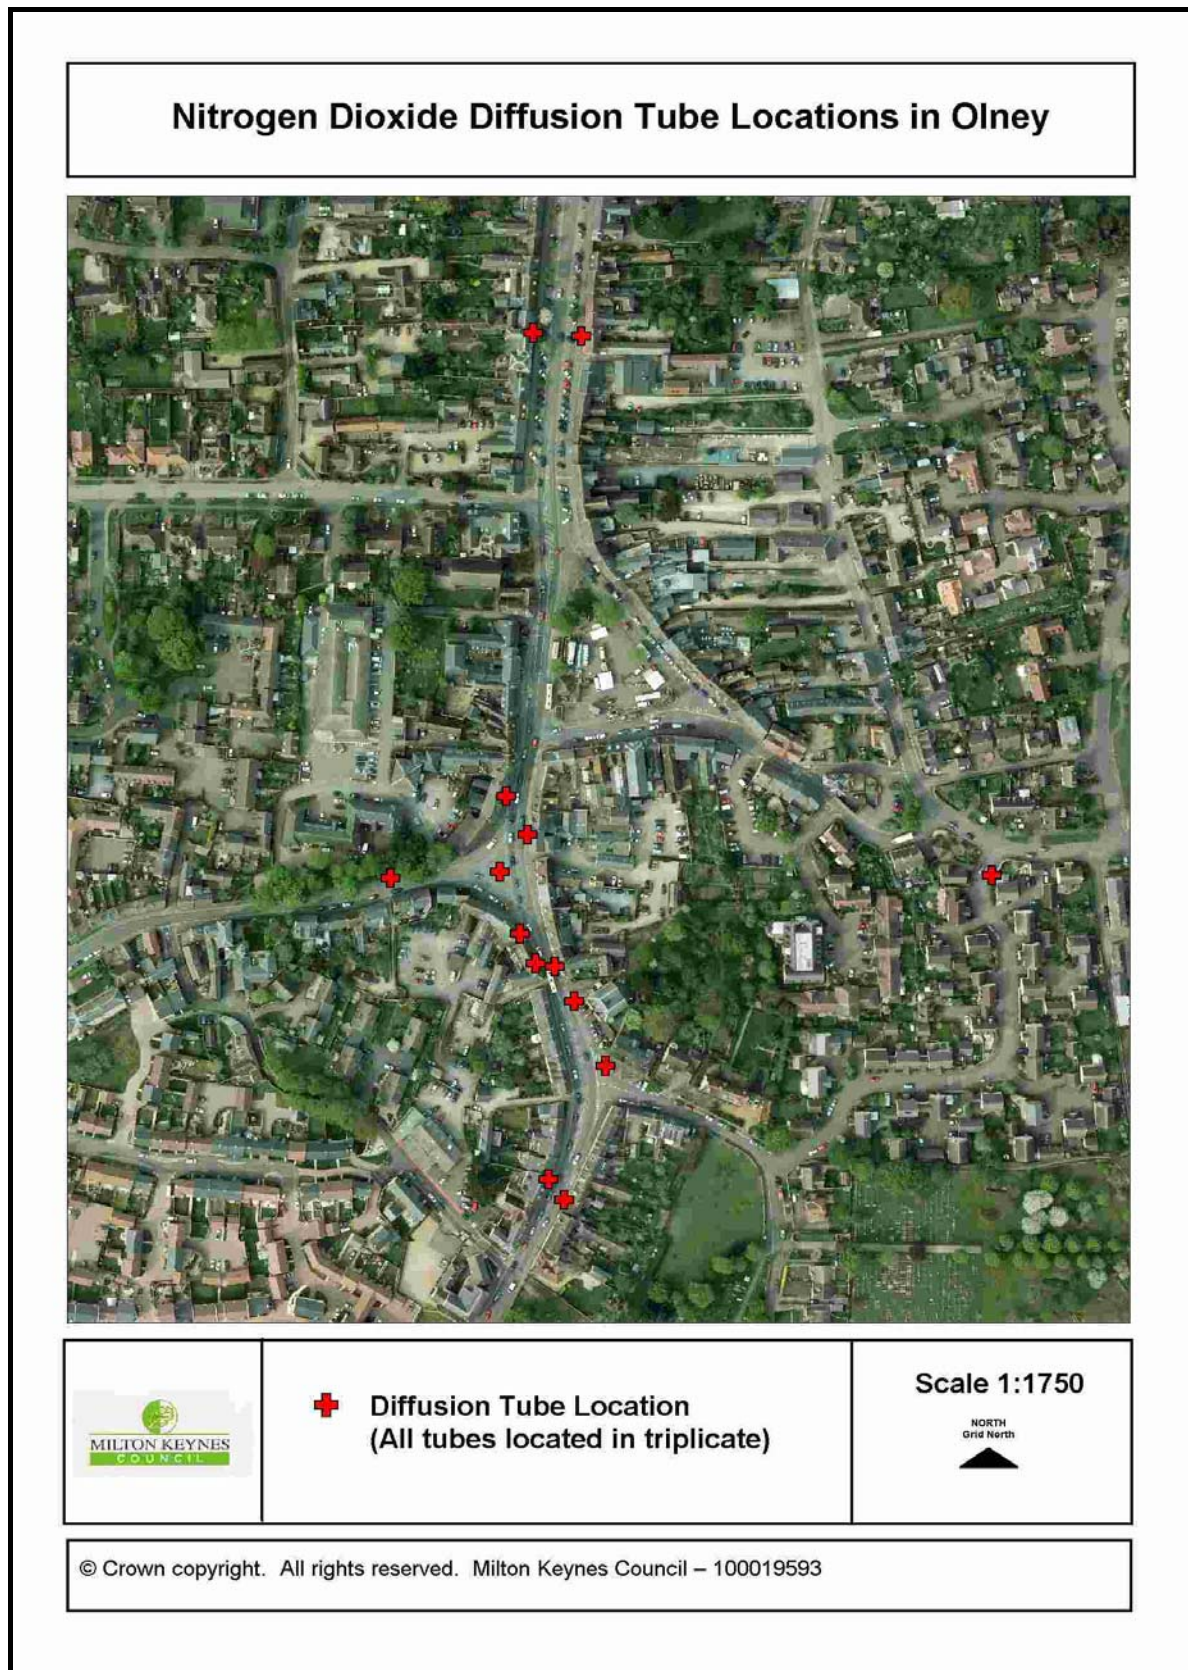 Nitrogen Dioxide Diffusion Tube Locations in Olney
MILTON KEYNES
COUNCIL
Diffusion Tube Location
(All tubes located in triplicate)
Scale 1:1750
NORTH
Grid North
© Crown copyright. All rights reserved. Milton Keynes Council – 100019593